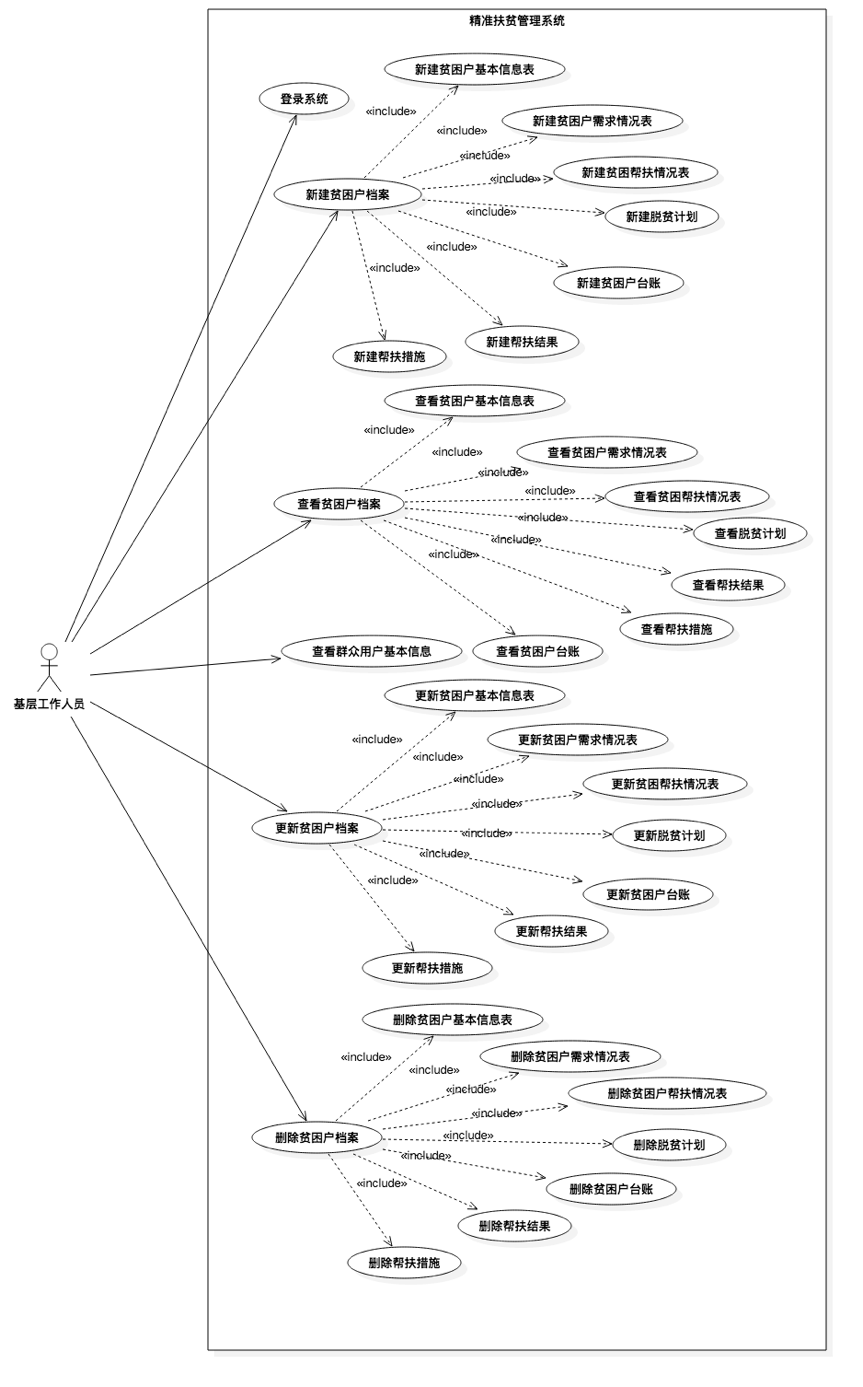 精准扶贫管理系统
新建贫困户基本信息表
登录系统
«include»
新建贫困户需求情况表
«include»
«include»
新建贫困帮扶情况表
«include»
新建贫困户档案
«include»
新建脱贫计划
«include»
«include»
新建贫困户台账
新建帮扶结果
新建帮扶措施
查看贫困户基本信息表
«include»
查看贫困户需求情况表
«include»
«include»
«include»
查看贫困帮扶情况表
查看贫困户档案
«include»
查看脱贫计划
«include»
«include»
查看帮扶结果
查看帮扶措施
查看群众用户基本信息
查看贫困户台账
基层工作人员
更新贫困户基本信息表
«include»
更新贫困户需求情况表
«include»
«include»
更新贫困帮扶情况表
«include»
更新贫困户档案
«include»
更新脱贫计划
«include»
«include»
更新贫困户台账
更新帮扶结果
更新帮扶措施
删除贫困户基本信息表
«include»
删除贫困户需求情况表
«include»
«include»
删除贫困户帮扶情况表
«include»
删除贫困户档案
«include»
删除脱贫计划
«include»
«include»
删除贫困户台账
删除帮扶结果
删除帮扶措施